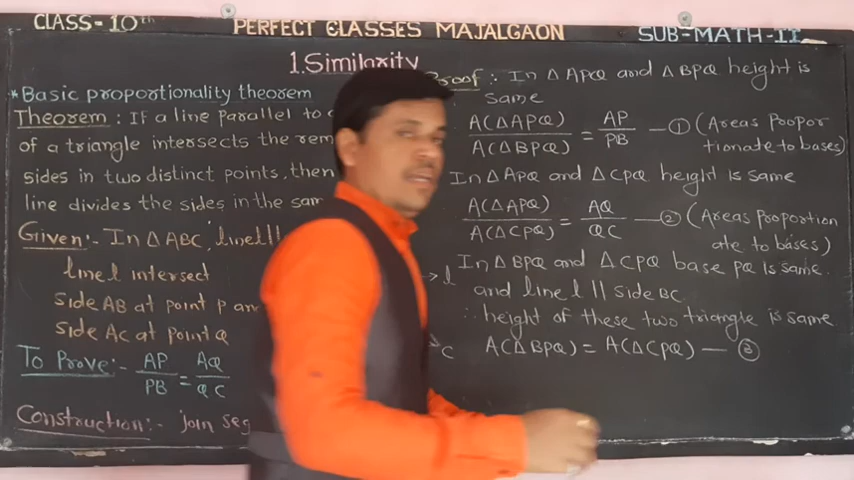 CLASS-10th
PERFECT CLASSES MAJALGAON
SUB-MATH-II
1.Similarity
*Basic proportionality theorem
Theorem: If a line parallel to
of a triangle intersects the rem
sides in two distinct points, then
line divides the sides in the sam
Given:- In △ABC, line l ||
line l intersect
side AB at point P an
side AC at point Q
To Prove:- AP/PB = AQ/QC
Construction:- join seg
l
C
Proof: In △APQ and △BPQ height is
same
A(△APQ)/A(△BPQ) = AP/PB — ① (Areas Propor
tionate to bases)
In △APQ and △CPQ height is same
A(△APQ)/A(△CPQ) = AQ/QC — ② (Areas Proportion
ate to bases)
In △BPQ and △CPQ base PQ is same.
and line l || side BC.
∴ height of these two triangle is same
A(△BPQ) = A(△CPQ) — ③